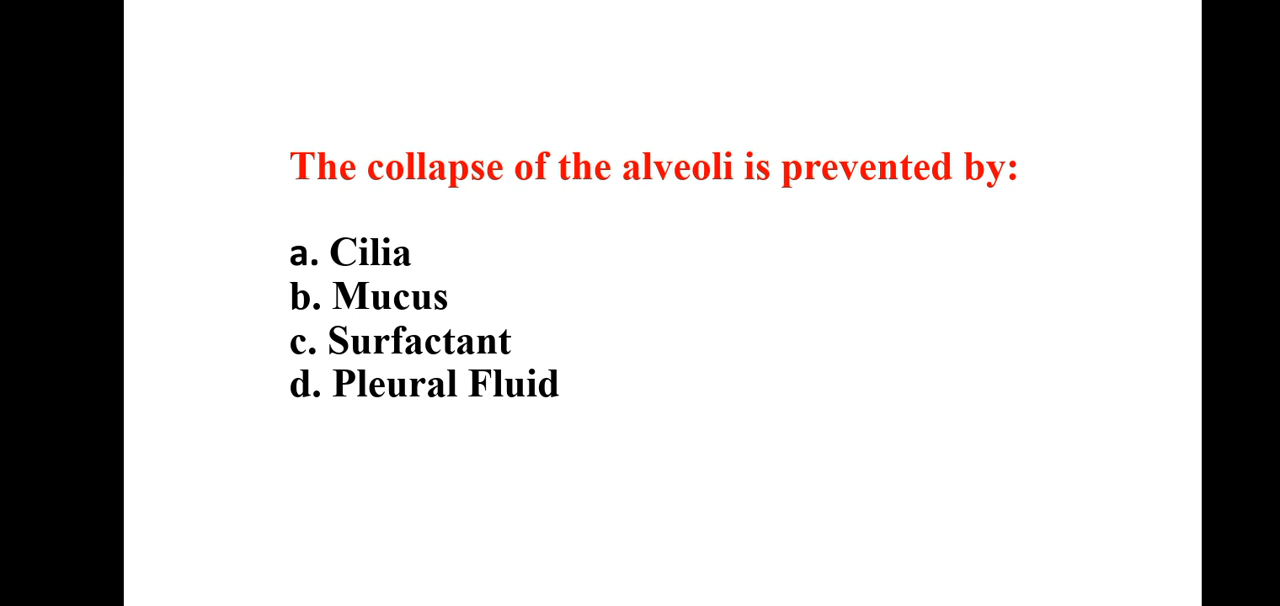 The collapse of the alveoli is prevented by:
a. Cilia
b. Mucus
c. Surfactant
d. Pleural Fluid